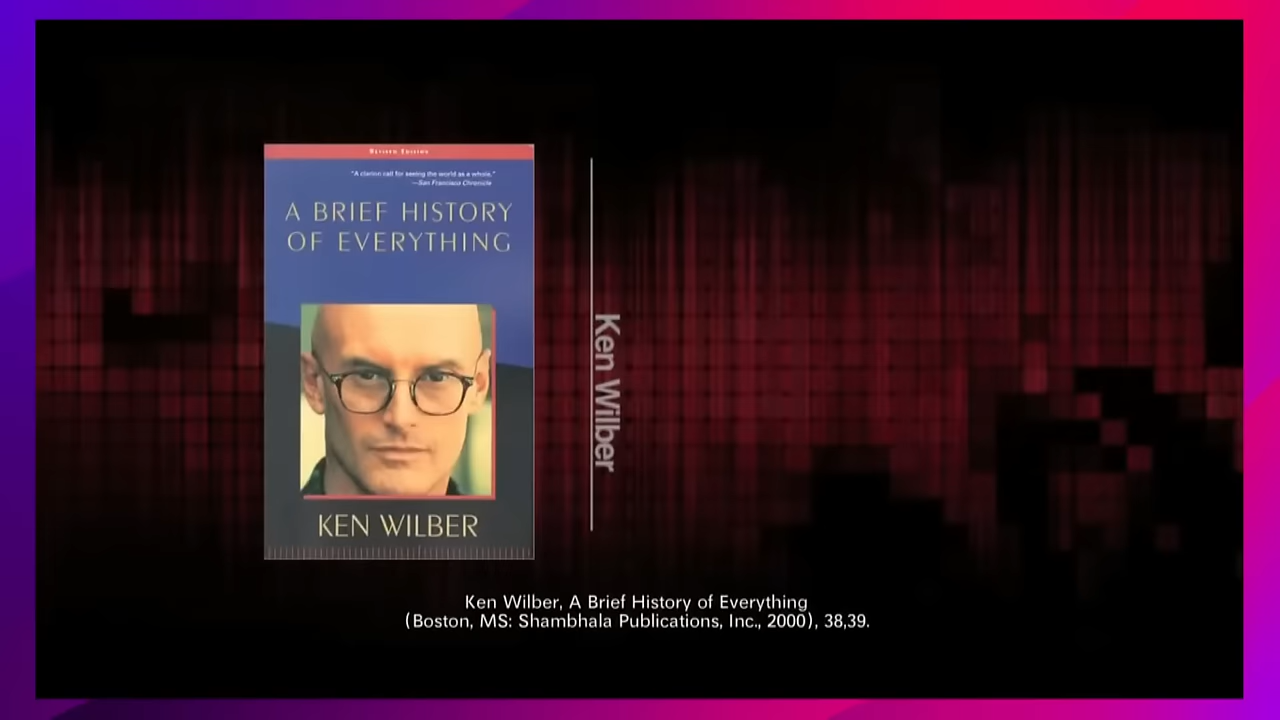 REVISED EDITION
"A clarion call for seeing the world as a whole."
—San Francisco Chronicle
A BRIEF HISTORY
OF EVERYTHING
KEN WILBER
Ken Wilber
Ken Wilber, A Brief History of Everything
(Boston, MS: Shambhala Publications, Inc., 2000), 38,39.